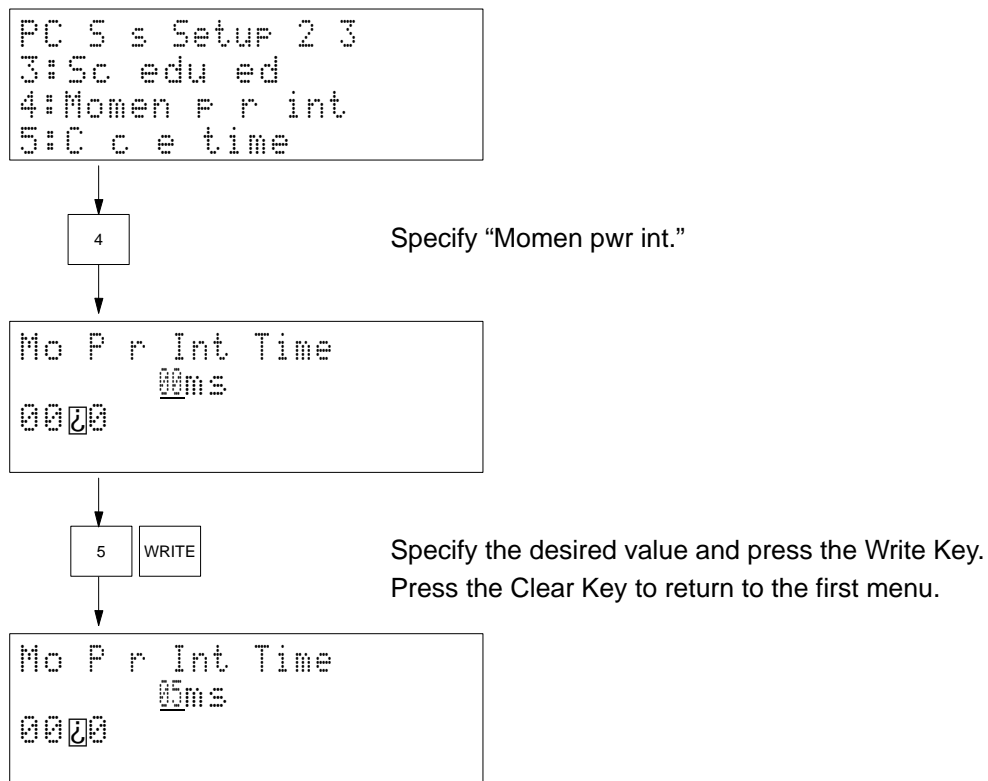 PC S s Setup 2 3
3:Sc edu ed
4:Momen p r int
5:C c e time
4
Specify “Momen pwr int.”
Mo P r Int Time
00ms
00¿0
5 WRITE
Specify the desired value and press the Write Key.
Press the Clear Key to return to the first menu.
Mo P r Int Time
05ms
00¿0